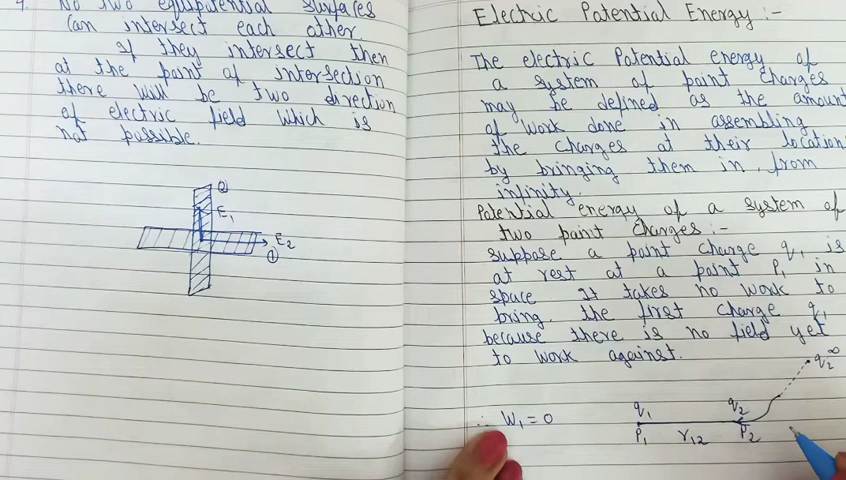 No two equipotential surfaces
can intersect each other.
If they intersect then
at the point of intersection
there will be two direction
of electric field which is
not possible.
②
E1
E2
①
Electric Potential Energy :-
The electric Potential energy of
a system of point charges
may be defined as the amount
of work done in assembling
the charges at their location
by bringing them in, from
infinity.
Potential energy of a system of
two point charges :-
suppose a point charge q1 is
at rest at a point P1 in
space It takes no work to
bring the first charge q1
because there is no field yet
to work against.
∴ W1 = 0
q1 q2 q2 ∞
P1 r12 P2